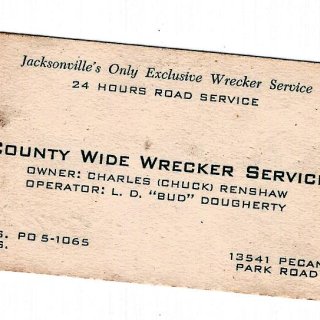 Jacksonville's Only Exclusive Wrecker Service
24 HOURS ROAD SERVICE
COUNTY WIDE WRECKER SERVICE
OWNER: CHARLES (CHUCK) RENSHAW
OPERATOR: L. D. "BUD" DOUGHERTY
S. PO 5-1065
S.
13541 PECAN
PARK ROAD